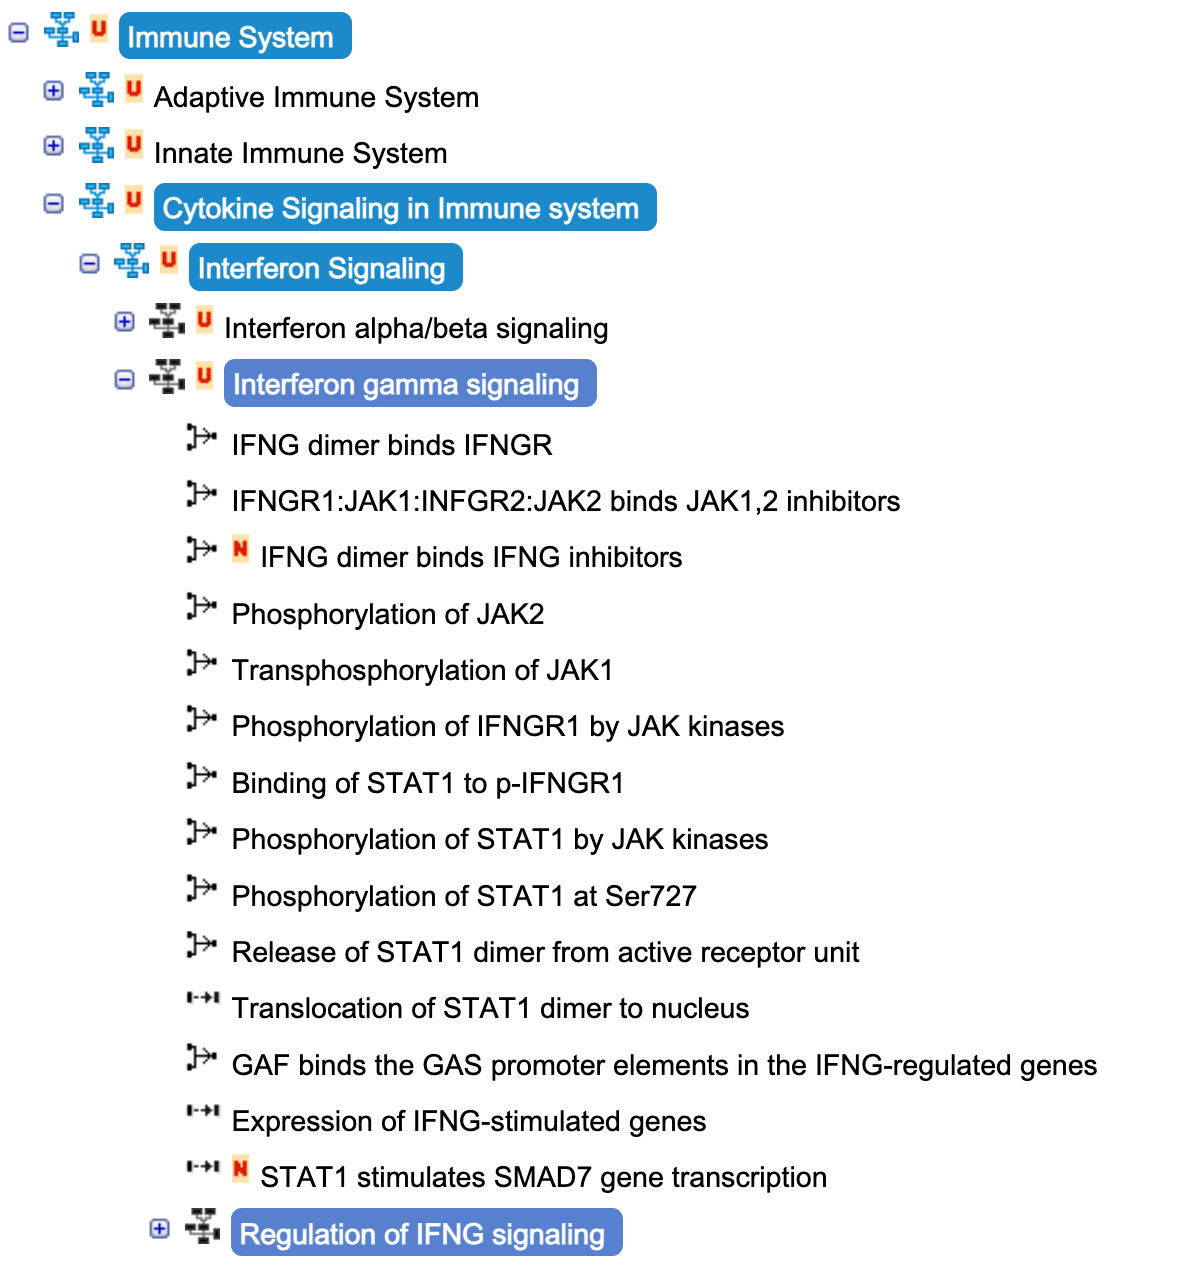 U Immune System
U Adaptive Immune System
U Innate Immune System
U Cytokine Signaling in Immune system
U Interferon Signaling
U Interferon alpha/beta signaling
U Interferon gamma signaling
IFNG dimer binds IFNGR
IFNGR1:JAK1:INFGR2:JAK2 binds JAK1,2 inhibitors
N IFNG dimer binds IFNG inhibitors
Phosphorylation of JAK2
Transphosphorylation of JAK1
Phosphorylation of IFNGR1 by JAK kinases
Binding of STAT1 to p-IFNGR1
Phosphorylation of STAT1 by JAK kinases
Phosphorylation of STAT1 at Ser727
Release of STAT1 dimer from active receptor unit
Translocation of STAT1 dimer to nucleus
GAF binds the GAS promoter elements in the IFNG-regulated genes
Expression of IFNG-stimulated genes
N STAT1 stimulates SMAD7 gene transcription
Regulation of IFNG signaling